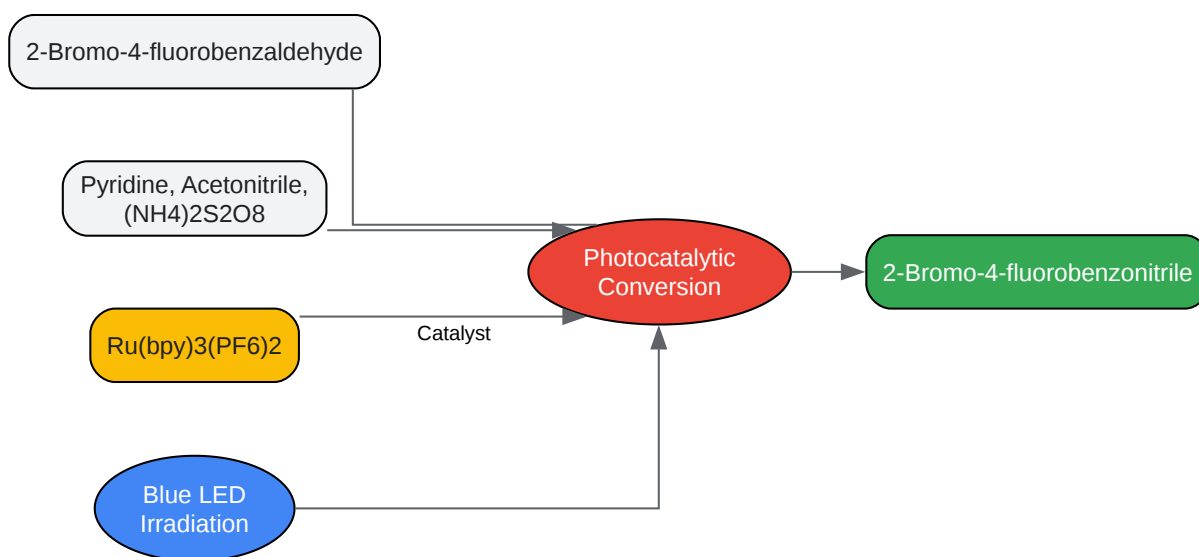 2-Bromo-4-fluorobenzaldehyde
Pyridine, Acetonitrile,
(NH4)2S2O8
Photocatalytic
Conversion
2-Bromo-4-fluorobenzonitrile
Ru(bpy)3(PF6)2
Catalyst
Blue LED
Irradiation